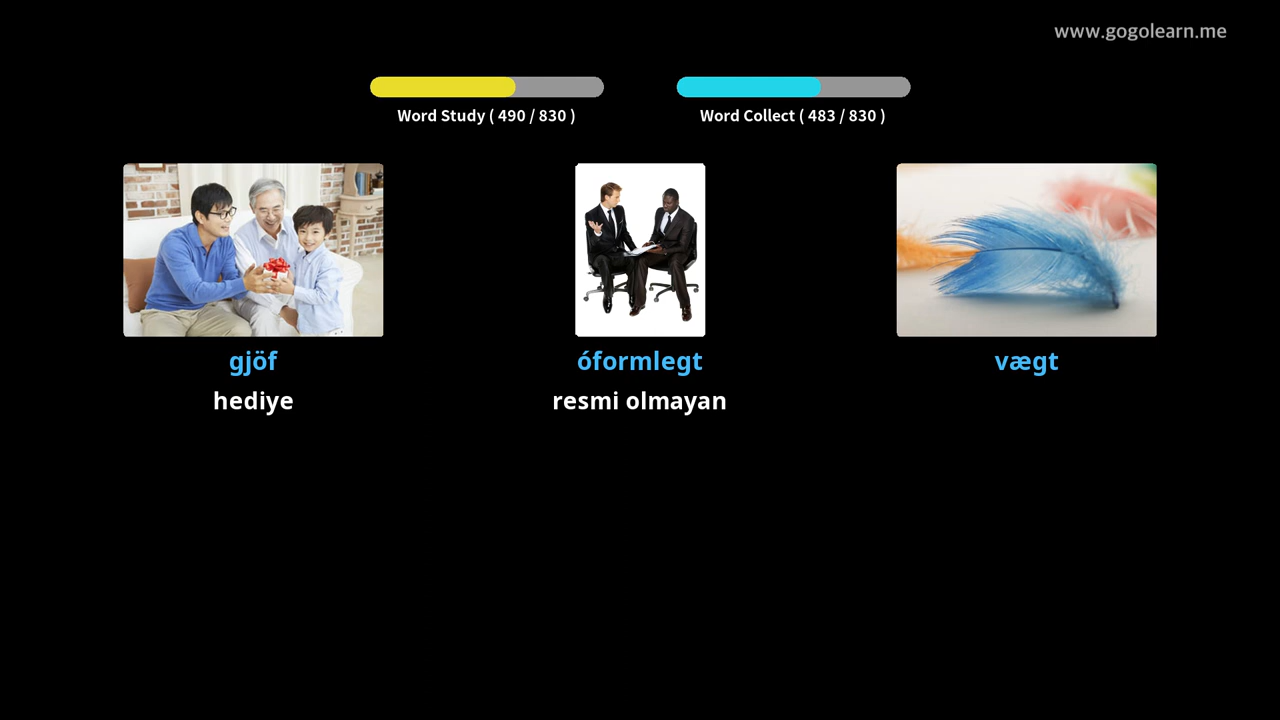 www.gogolearn.me
Word Study ( 490 / 830 )
Word Collect ( 483 / 830 )
gjöf
hediye
óformlegt
resmi olmayan
vægt